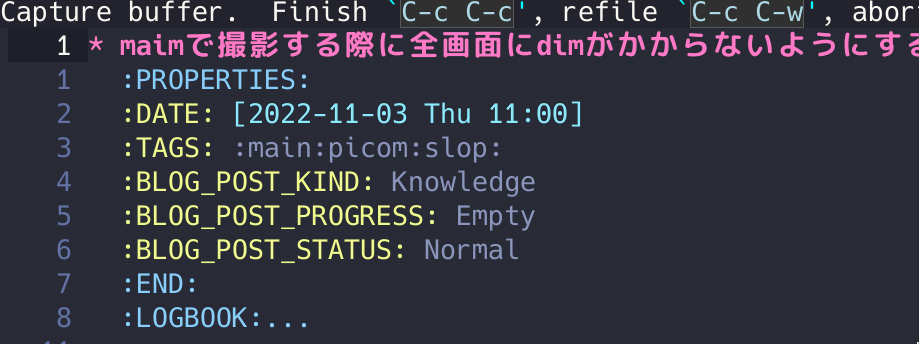 Capture buffer.  Finish `C-c C-c', refile `C-c C-w', abor
1 * maimで撮影する際に全画面にdimがかからないようにする
1 :PROPERTIES:
2 :DATE: [2022-11-03 Thu 11:00]
3 :TAGS: :main:picom:slop:
4 :BLOG_POST_KIND: Knowledge
5 :BLOG_POST_PROGRESS: Empty
6 :BLOG_POST_STATUS: Normal
7 :END:
8 :LOGBOOK:...